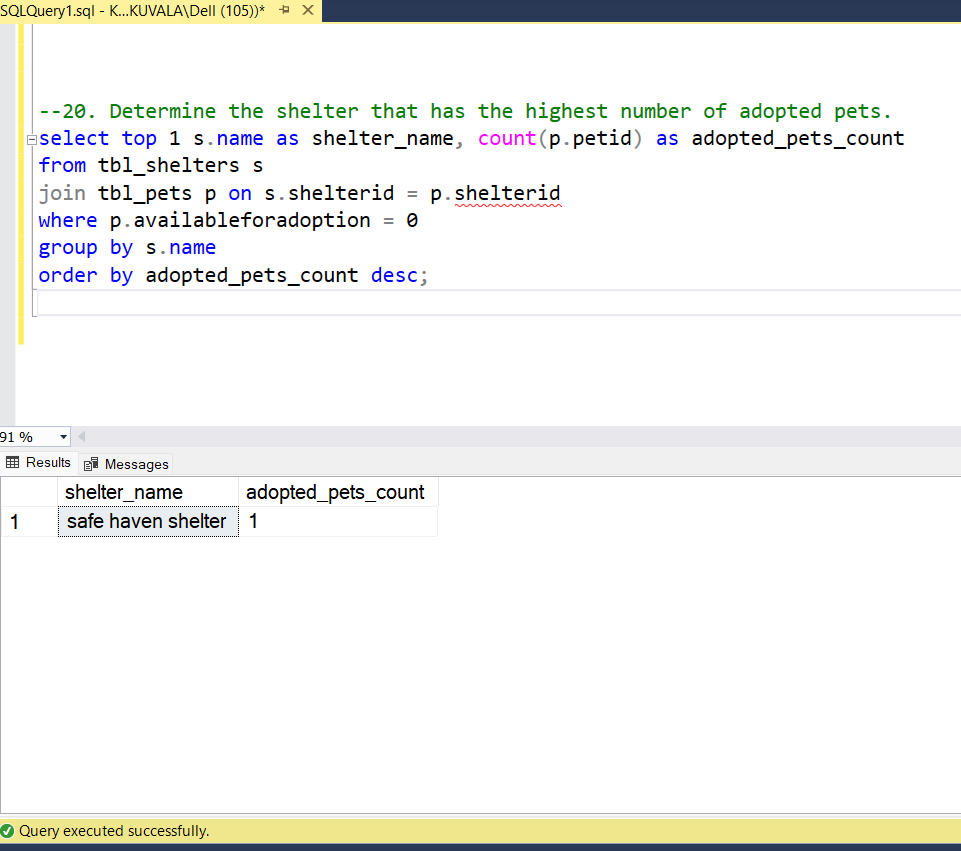 SQLQuery1.sql - K...KUVALA\Dell (105))*
--20. Determine the shelter that has the highest number of adopted pets.
select top 1 s.name as shelter_name, count(p.petid) as adopted_pets_count
from tbl_shelters s
join tbl_pets p on s.shelterid = p.shelterid
where p.availableforadoption = 0
group by s.name
order by adopted_pets_count desc;
91 %
Results Messages
shelter_name adopted_pets_count
1 safe haven shelter 1
Query executed successfully.